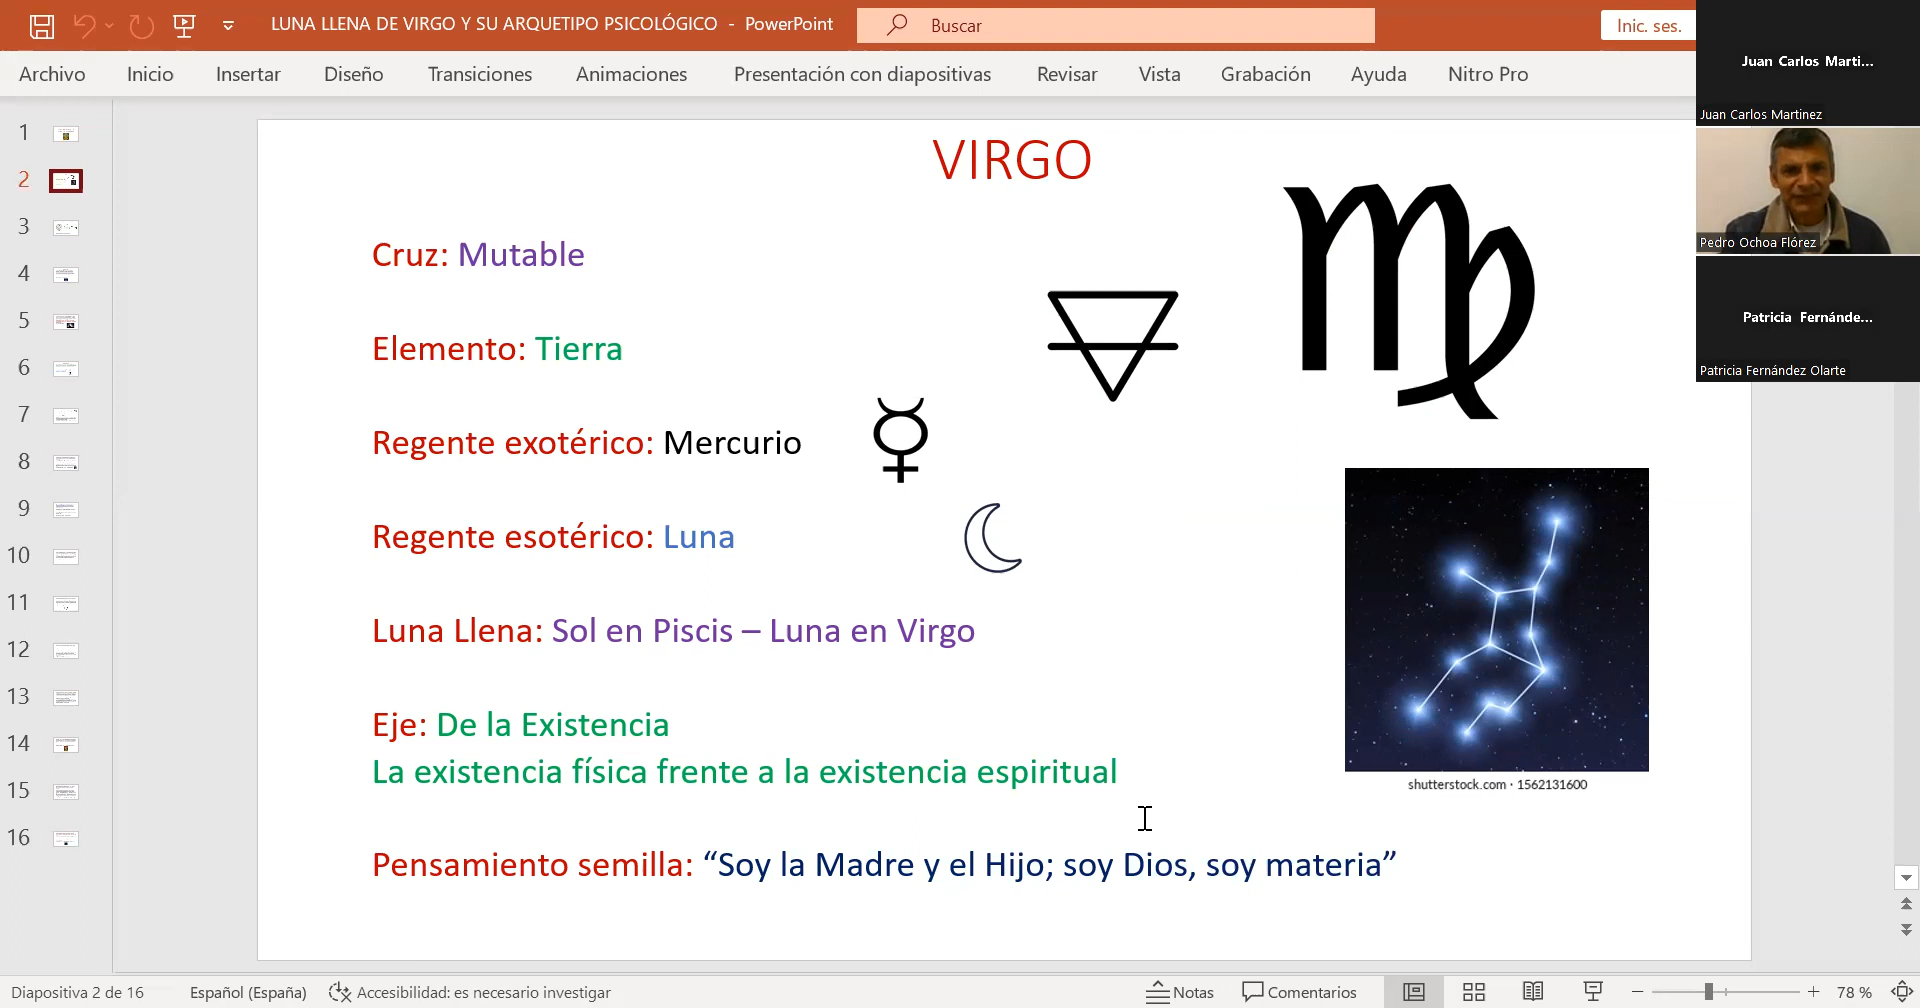 LUNA LLENA DE VIRGO Y SU ARQUETIPO PSICOLÓGICO - PowerPoint
Buscar
Inic. ses.
Archivo Inicio Insertar Diseño Transiciones Animaciones Presentación con diapositivas Revisar Vista Grabación Ayuda Nitro Pro
Juan Carlos Marti...
Juan Carlos Martinez
Pedro Ochoa Flórez
Patricia Fernánde...
Patricia Fernández Olarte
1
2
3
4
5
6
7
8
9
10
11
12
13
14
15
16
VIRGO
Cruz: Mutable
Elemento: Tierra
Regente exotérico: Mercurio
Regente esotérico: Luna
Luna Llena: Sol en Piscis – Luna en Virgo
Eje: De la Existencia
La existencia física frente a la existencia espiritual
shutterstock.com · 1562131600
Pensamiento semilla: “Soy la Madre y el Hijo; soy Dios, soy materia”
Diapositiva 2 de 16 Español (España) Accesibilidad: es necesario investigar Notas Comentarios 78 %